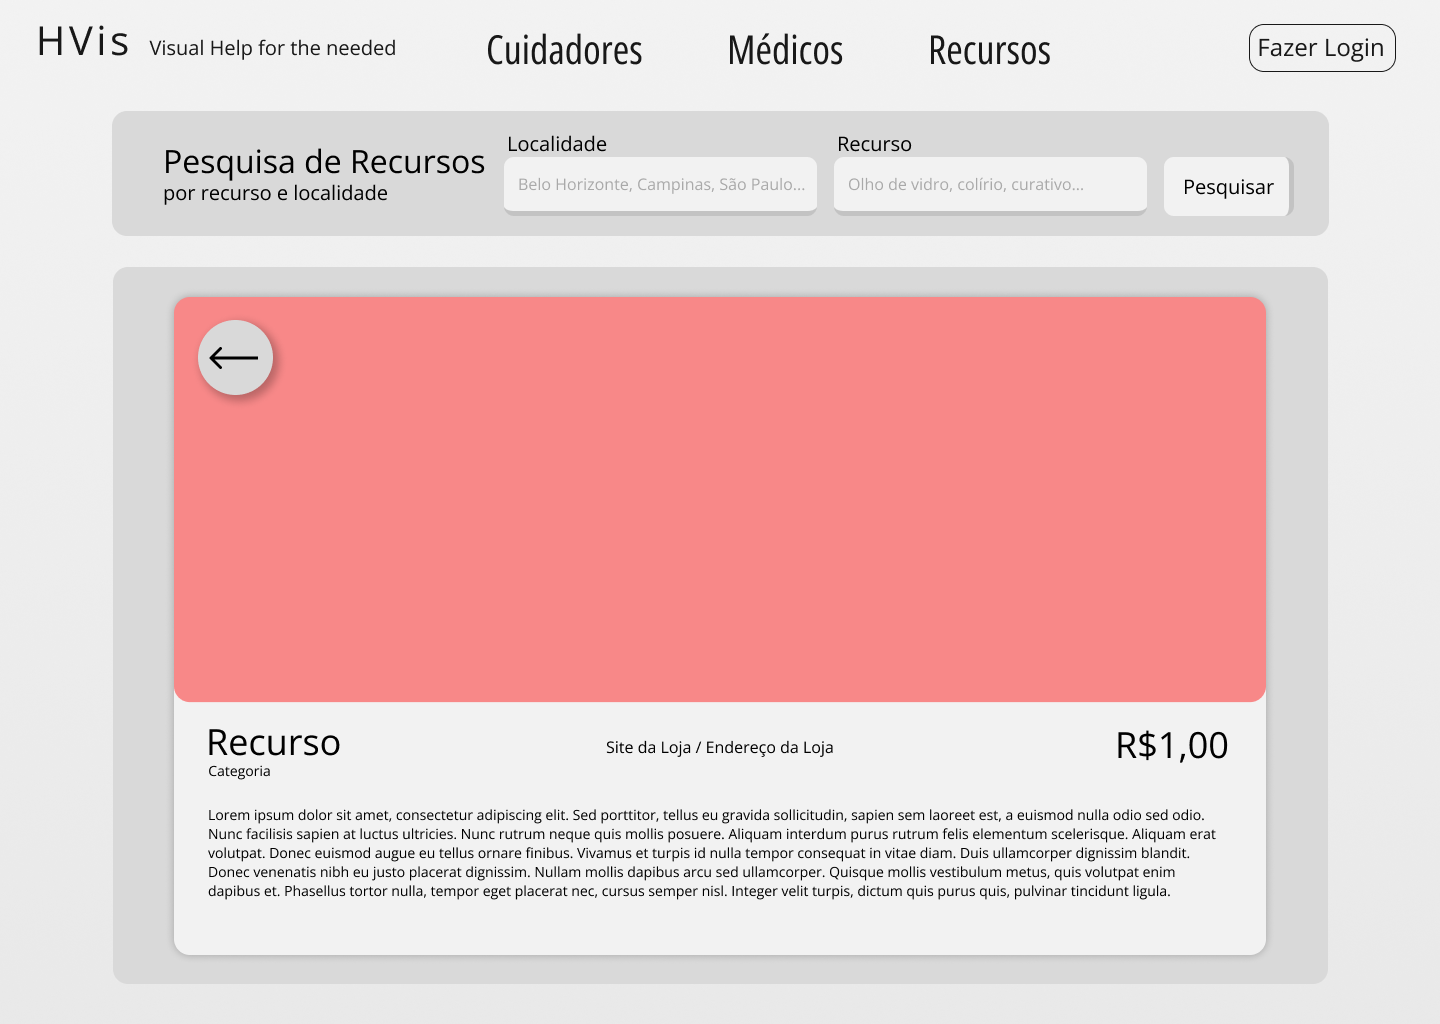 HVis Visual Help for the needed
Cuidadores Médicos Recursos
Fazer Login
Pesquisa de Recursos
por recurso e localidade
Localidade
Belo Horizonte, Campinas, São Paulo...
Recurso
Olho de vidro, colírio, curativo...
Pesquisar
Recurso
Categoria
Site da Loja / Endereço da Loja
R$1,00
Lorem ipsum dolor sit amet, consectetur adipiscing elit. Sed porttitor, tellus eu gravida sollicitudin, sapien sem laoreet est, a euismod nulla odio sed odio.
Nunc facilisis sapien at luctus ultricies. Nunc rutrum neque quis mollis posuere. Aliquam interdum purus rutrum felis elementum scelerisque. Aliquam erat
volutpat. Donec euismod augue eu tellus ornare finibus. Vivamus et turpis id nulla tempor consequat in vitae diam. Duis ullamcorper dignissim blandit.
Donec venenatis nibh eu justo placerat dignissim. Nullam mollis dapibus arcu sed ullamcorper. Quisque mollis vestibulum metus, quis volutpat enim
dapibus et. Phasellus tortor nulla, tempor eget placerat nec, cursus semper nisl. Integer velit turpis, dictum quis purus quis, pulvinar tincidunt ligula.